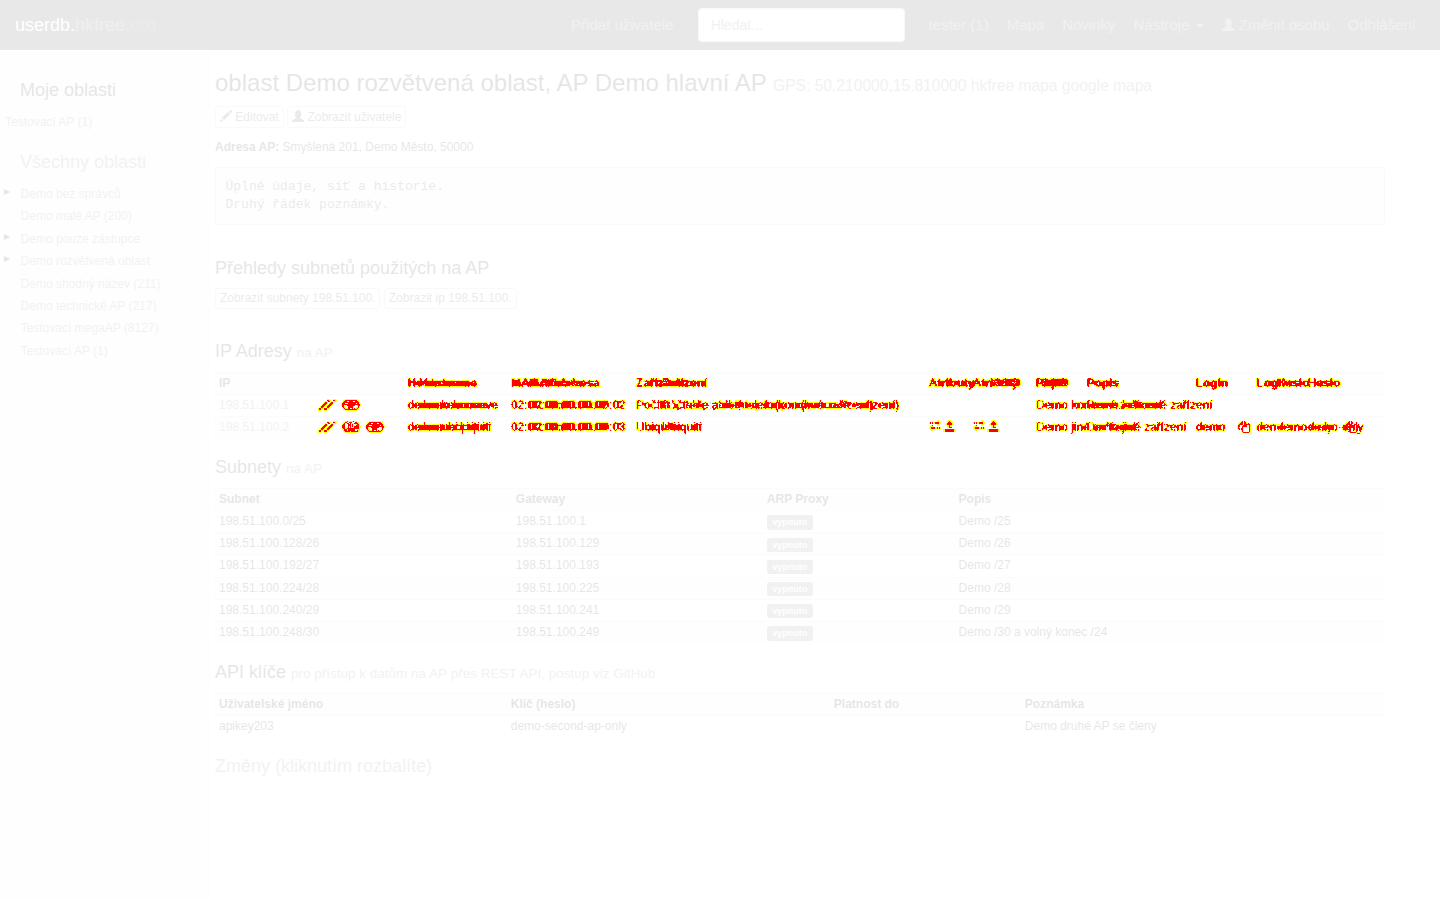 userdb.hkfree.org Přidat uživatele Hledat... tester (1) Mapa Novinky Nástroje Změnit osobu Odhlášení
Moje oblasti
Testovací AP (1)
Všechny oblasti
Demo bez správců
Demo malé AP (200)
Demo pouze zástupce
Demo rozvětvená oblast
Demo shodný název (211)
Demo technické AP (217)
Testovací megaAP (8127)
Testovací AP (1)
oblast Demo rozvětvená oblast, AP Demo hlavní AP GPS: 50.210000,15.810000 hkfree mapa google mapa
Editovat Zobrazit uživatele
Adresa AP: Smyšlená 201, Demo Město, 50000
Úplné údaje, síť a historie.
Druhý řádek poznámky.
Přehledy subnetů použitých na AP
Zobrazit subnety 198.51.100. Zobrazit ip 198.51.100.
IP Adresy na AP
IP Popis Login
198.51.100.1
198.51.100.2 demo
Subnety na AP
Subnet Gateway ARP Proxy Popis
198.51.100.0/25 198.51.100.1 vypnuto Demo /25
198.51.100.128/26 198.51.100.129 vypnuto Demo /26
198.51.100.192/27 198.51.100.193 vypnuto Demo /27
198.51.100.224/28 198.51.100.225 vypnuto Demo /28
198.51.100.240/29 198.51.100.241 vypnuto Demo /29
198.51.100.248/30 198.51.100.249 vypnuto Demo /30 a volný konec /24
API klíče pro přístup k datům na AP přes REST API, postup viz GitHub
Uživatelské jméno Klíč (heslo) Platnost do Poznámka
apikey203 demo-second-ap-only Demo druhé AP se členy
Změny (kliknutím rozbalíte)